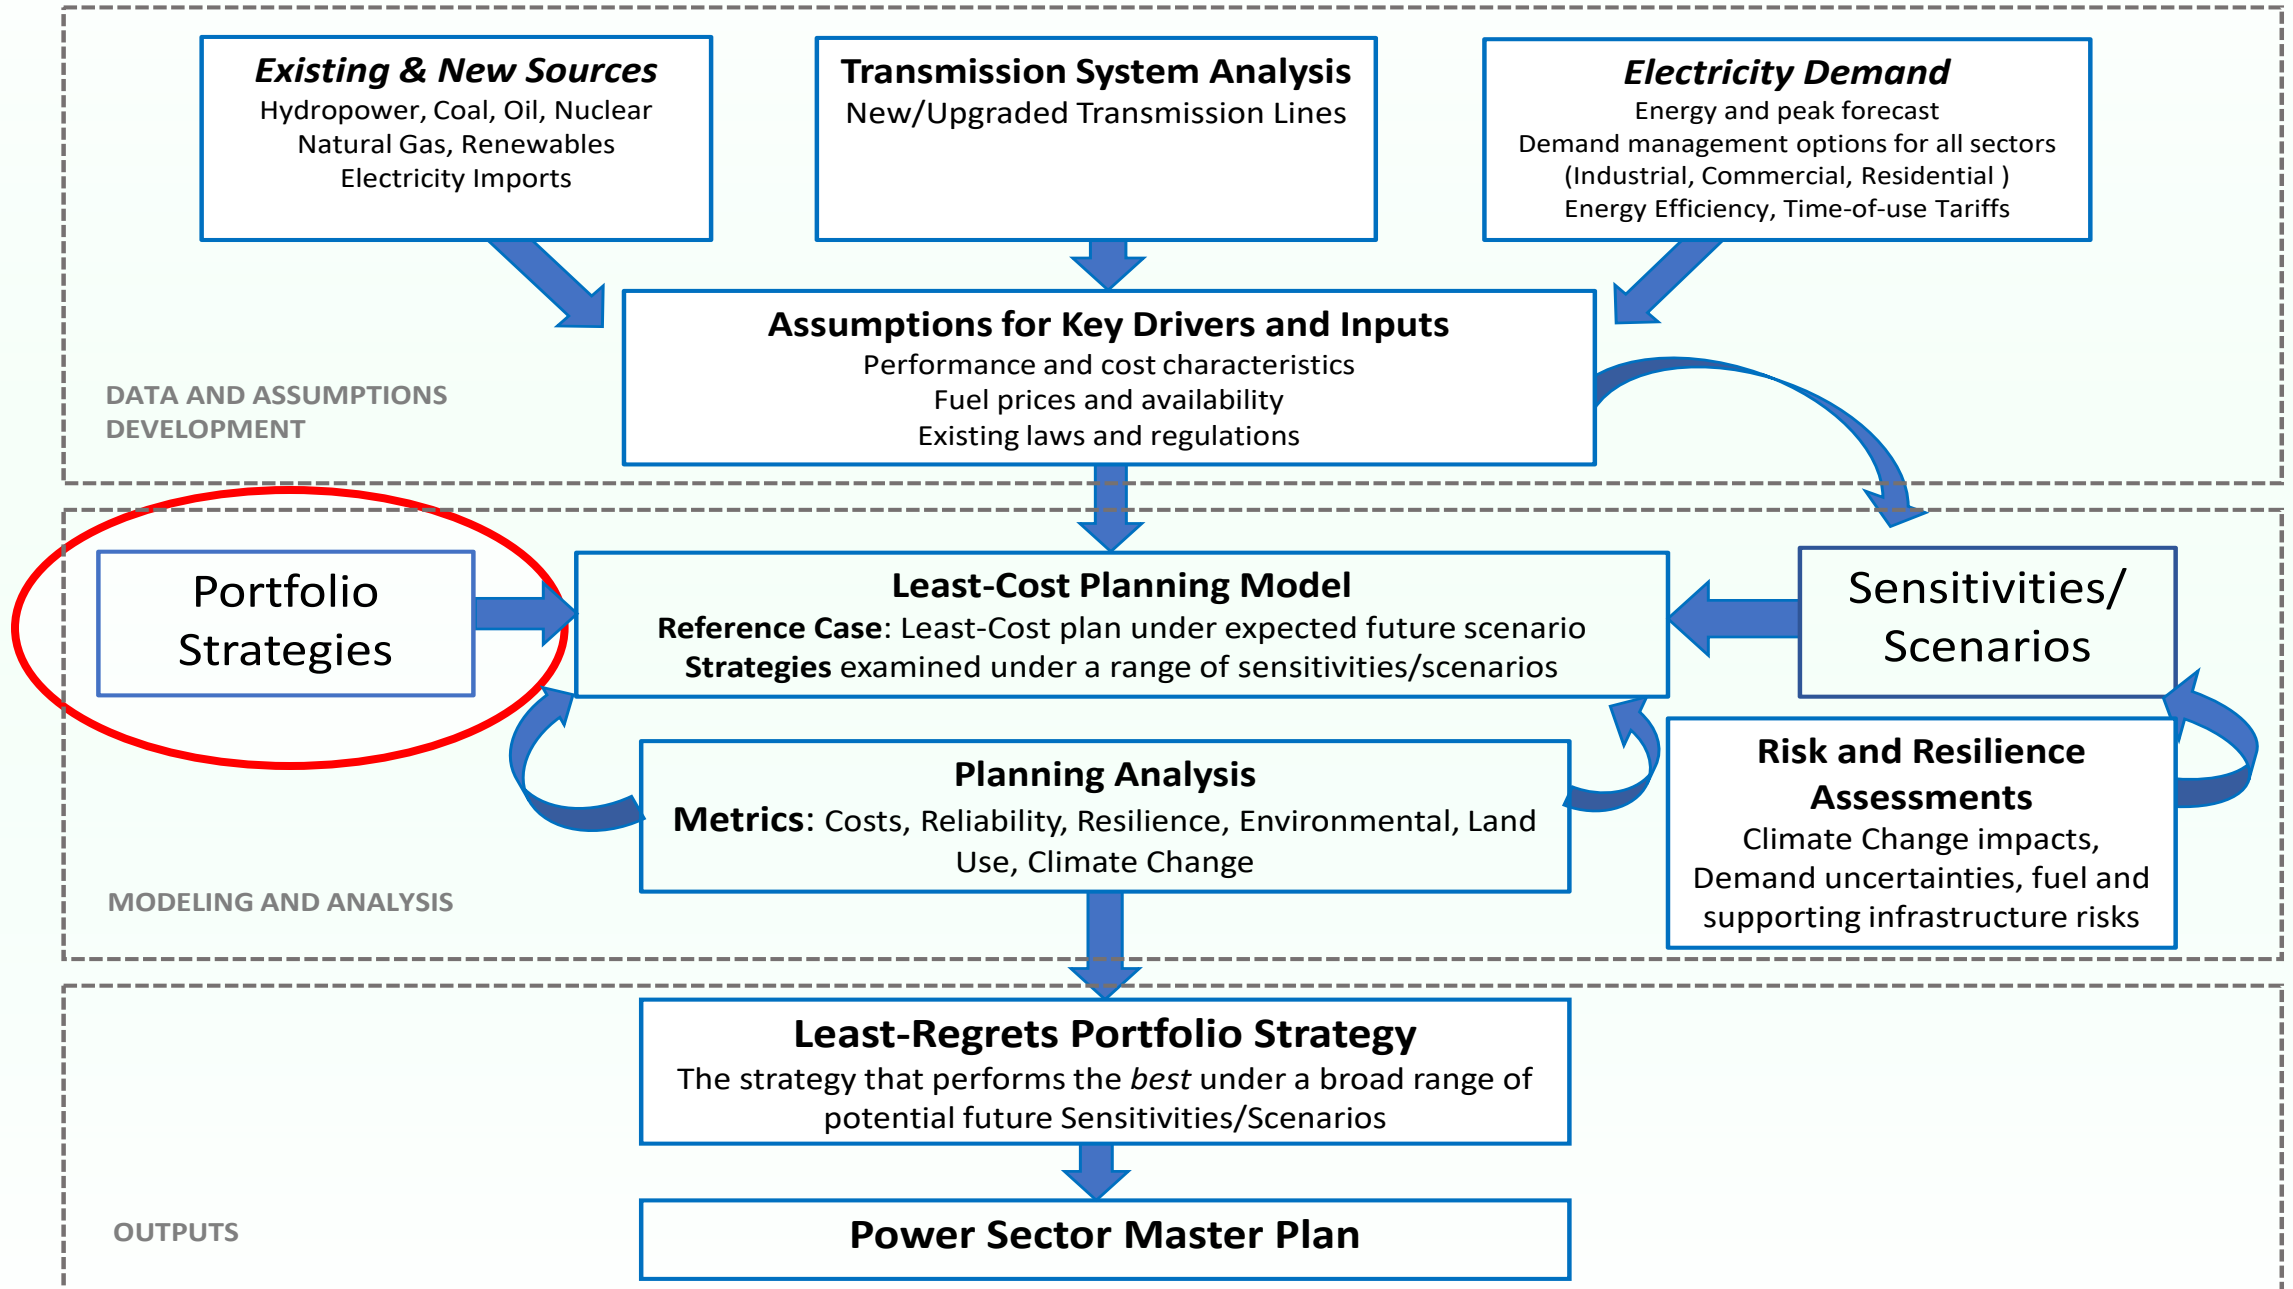 Existing & New Sources
Hydropower, Coal, Oil, Nuclear
Natural Gas, Renewables
Electricity Imports
Transmission System Analysis
New/Upgraded Transmission Lines
Electricity Demand
Energy and peak forecast
Demand management options for all sectors
(Industrial, Commercial, Residential )
Energy Efficiency, Time-of-use Tariffs
Assumptions for Key Drivers and Inputs
Performance and cost characteristics
Fuel prices and availability
Existing laws and regulations
DATA AND ASSUMPTIONS
DEVELOPMENT
Portfolio
Strategies
Least-Cost Planning Model
Reference Case: Least-Cost plan under expected future scenario
Strategies examined under a range of sensitivities/scenarios
Sensitivities/
Scenarios
Planning Analysis
Metrics: Costs, Reliability, Resilience, Environmental, Land
Use, Climate Change
Risk and Resilience
Assessments
Climate Change impacts,
Demand uncertainties, fuel and
supporting infrastructure risks
MODELING AND ANALYSIS
Least-Regrets Portfolio Strategy
The strategy that performs the best under a broad range of
potential future Sensitivities/Scenarios
Power Sector Master Plan
OUTPUTS